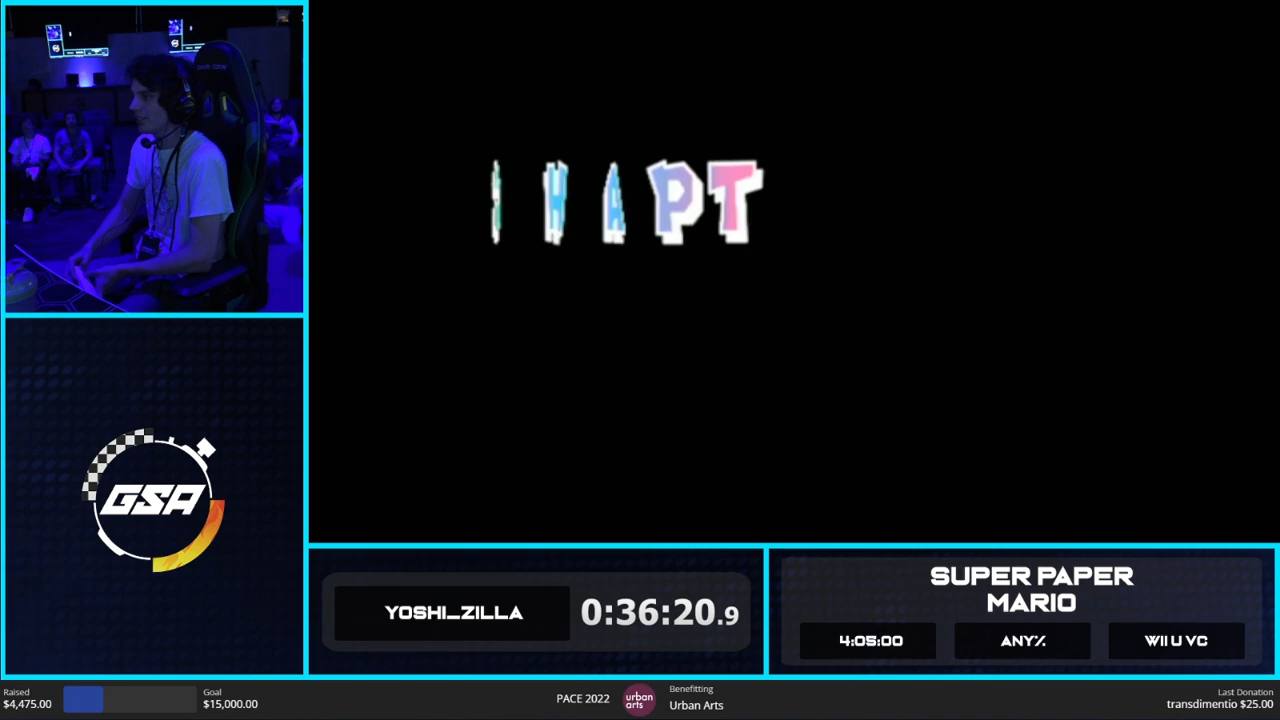 HAPT
GSA
YOSHI_ZILLA
0:36:20.9
SUPER PAPER
MARIO
4:05:00
ANY%
WII U VC
Raised
$4,475.00
Goal
$15,000.00
PACE 2022
urban
arts
Benefitting
Urban Arts
Last Donation
transdimentio $25.00